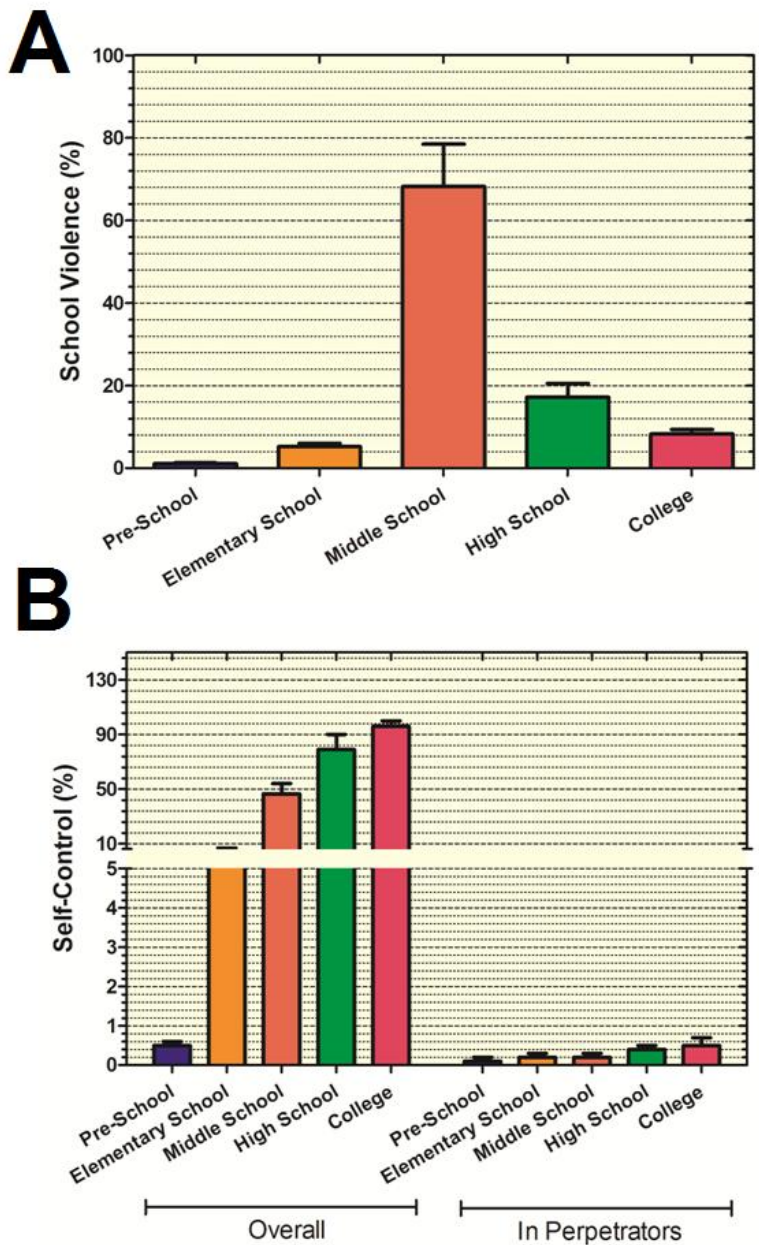 A
School Violence (%)
100
80
60
40
20
0
Pre-School
Elementary School
Middle School
High School
College
B
Self-Control (%)
130
90
50
10
5
4
3
2
1
0
Pre-School
Elementary School
Middle School
High School
College
Pre-School
Elementary School
Middle School
High School
College
Overall
In Perpetrators